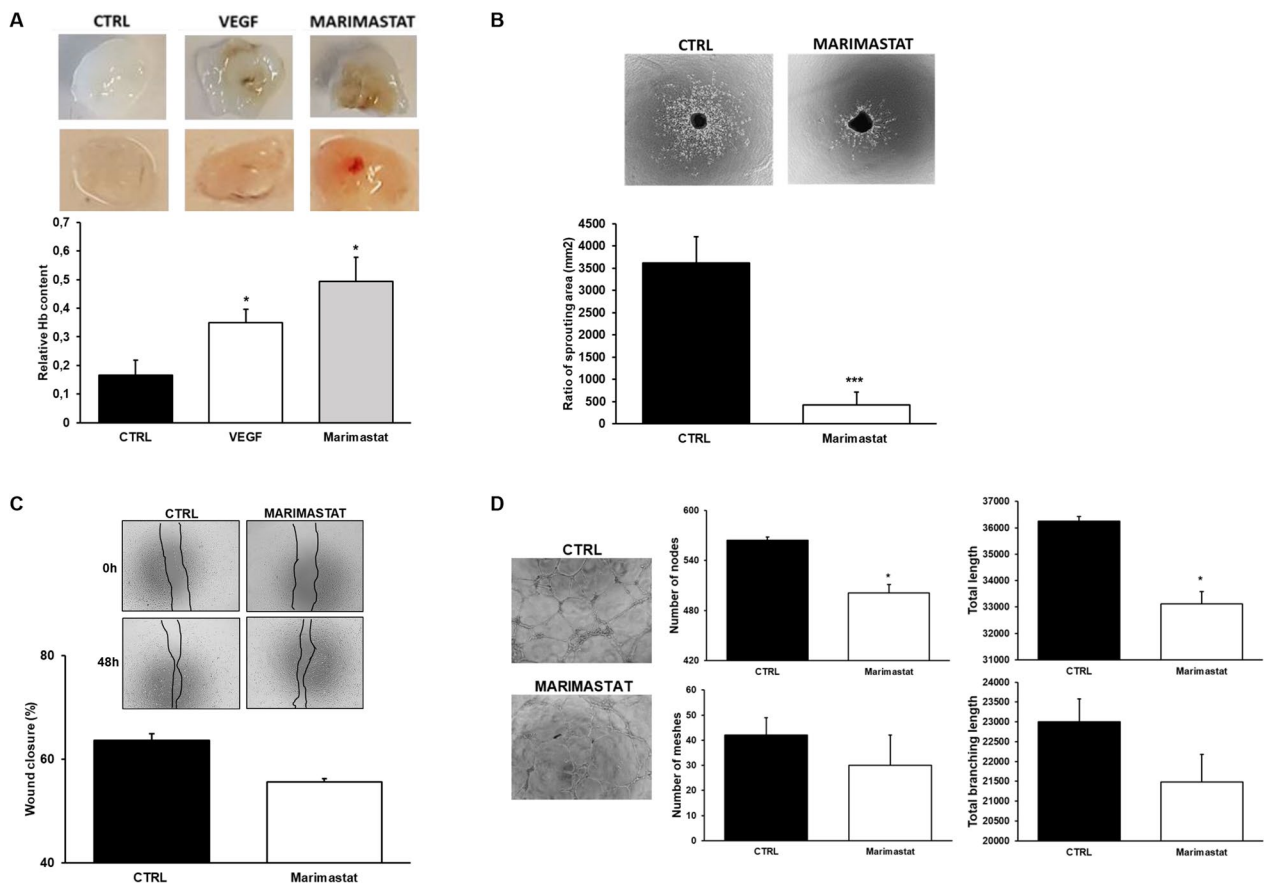 A
CTRL VEGF MARIMASTAT
Relative Hb content
0,7
0,6
0,5
0,4
0,3
0,2
0,1
0
*
*
CTRL VEGF Marimastat
B
CTRL MARIMASTAT
Ratio of sprouting area (mm2)
4500
4000
3500
3000
2500
2000
1500
1000
500
0
***
CTRL Marimastat
C
CTRL MARIMASTAT
0h
48h
Wound closure (%)
80
60
40
CTRL Marimastat
D
CTRL
MARIMASTAT
Number of nodes
600
560
480
420
*
CTRL Marimastat
Total length
37000
36000
35000
34000
33000
32000
31000
*
CTRL Marimastat
Number of meshes
60
50
40
30
20
10
0
CTRL Marimastat
Total branching length
24000
23500
23000
22500
22000
21500
21000
20500
20000
CTRL Marimastat